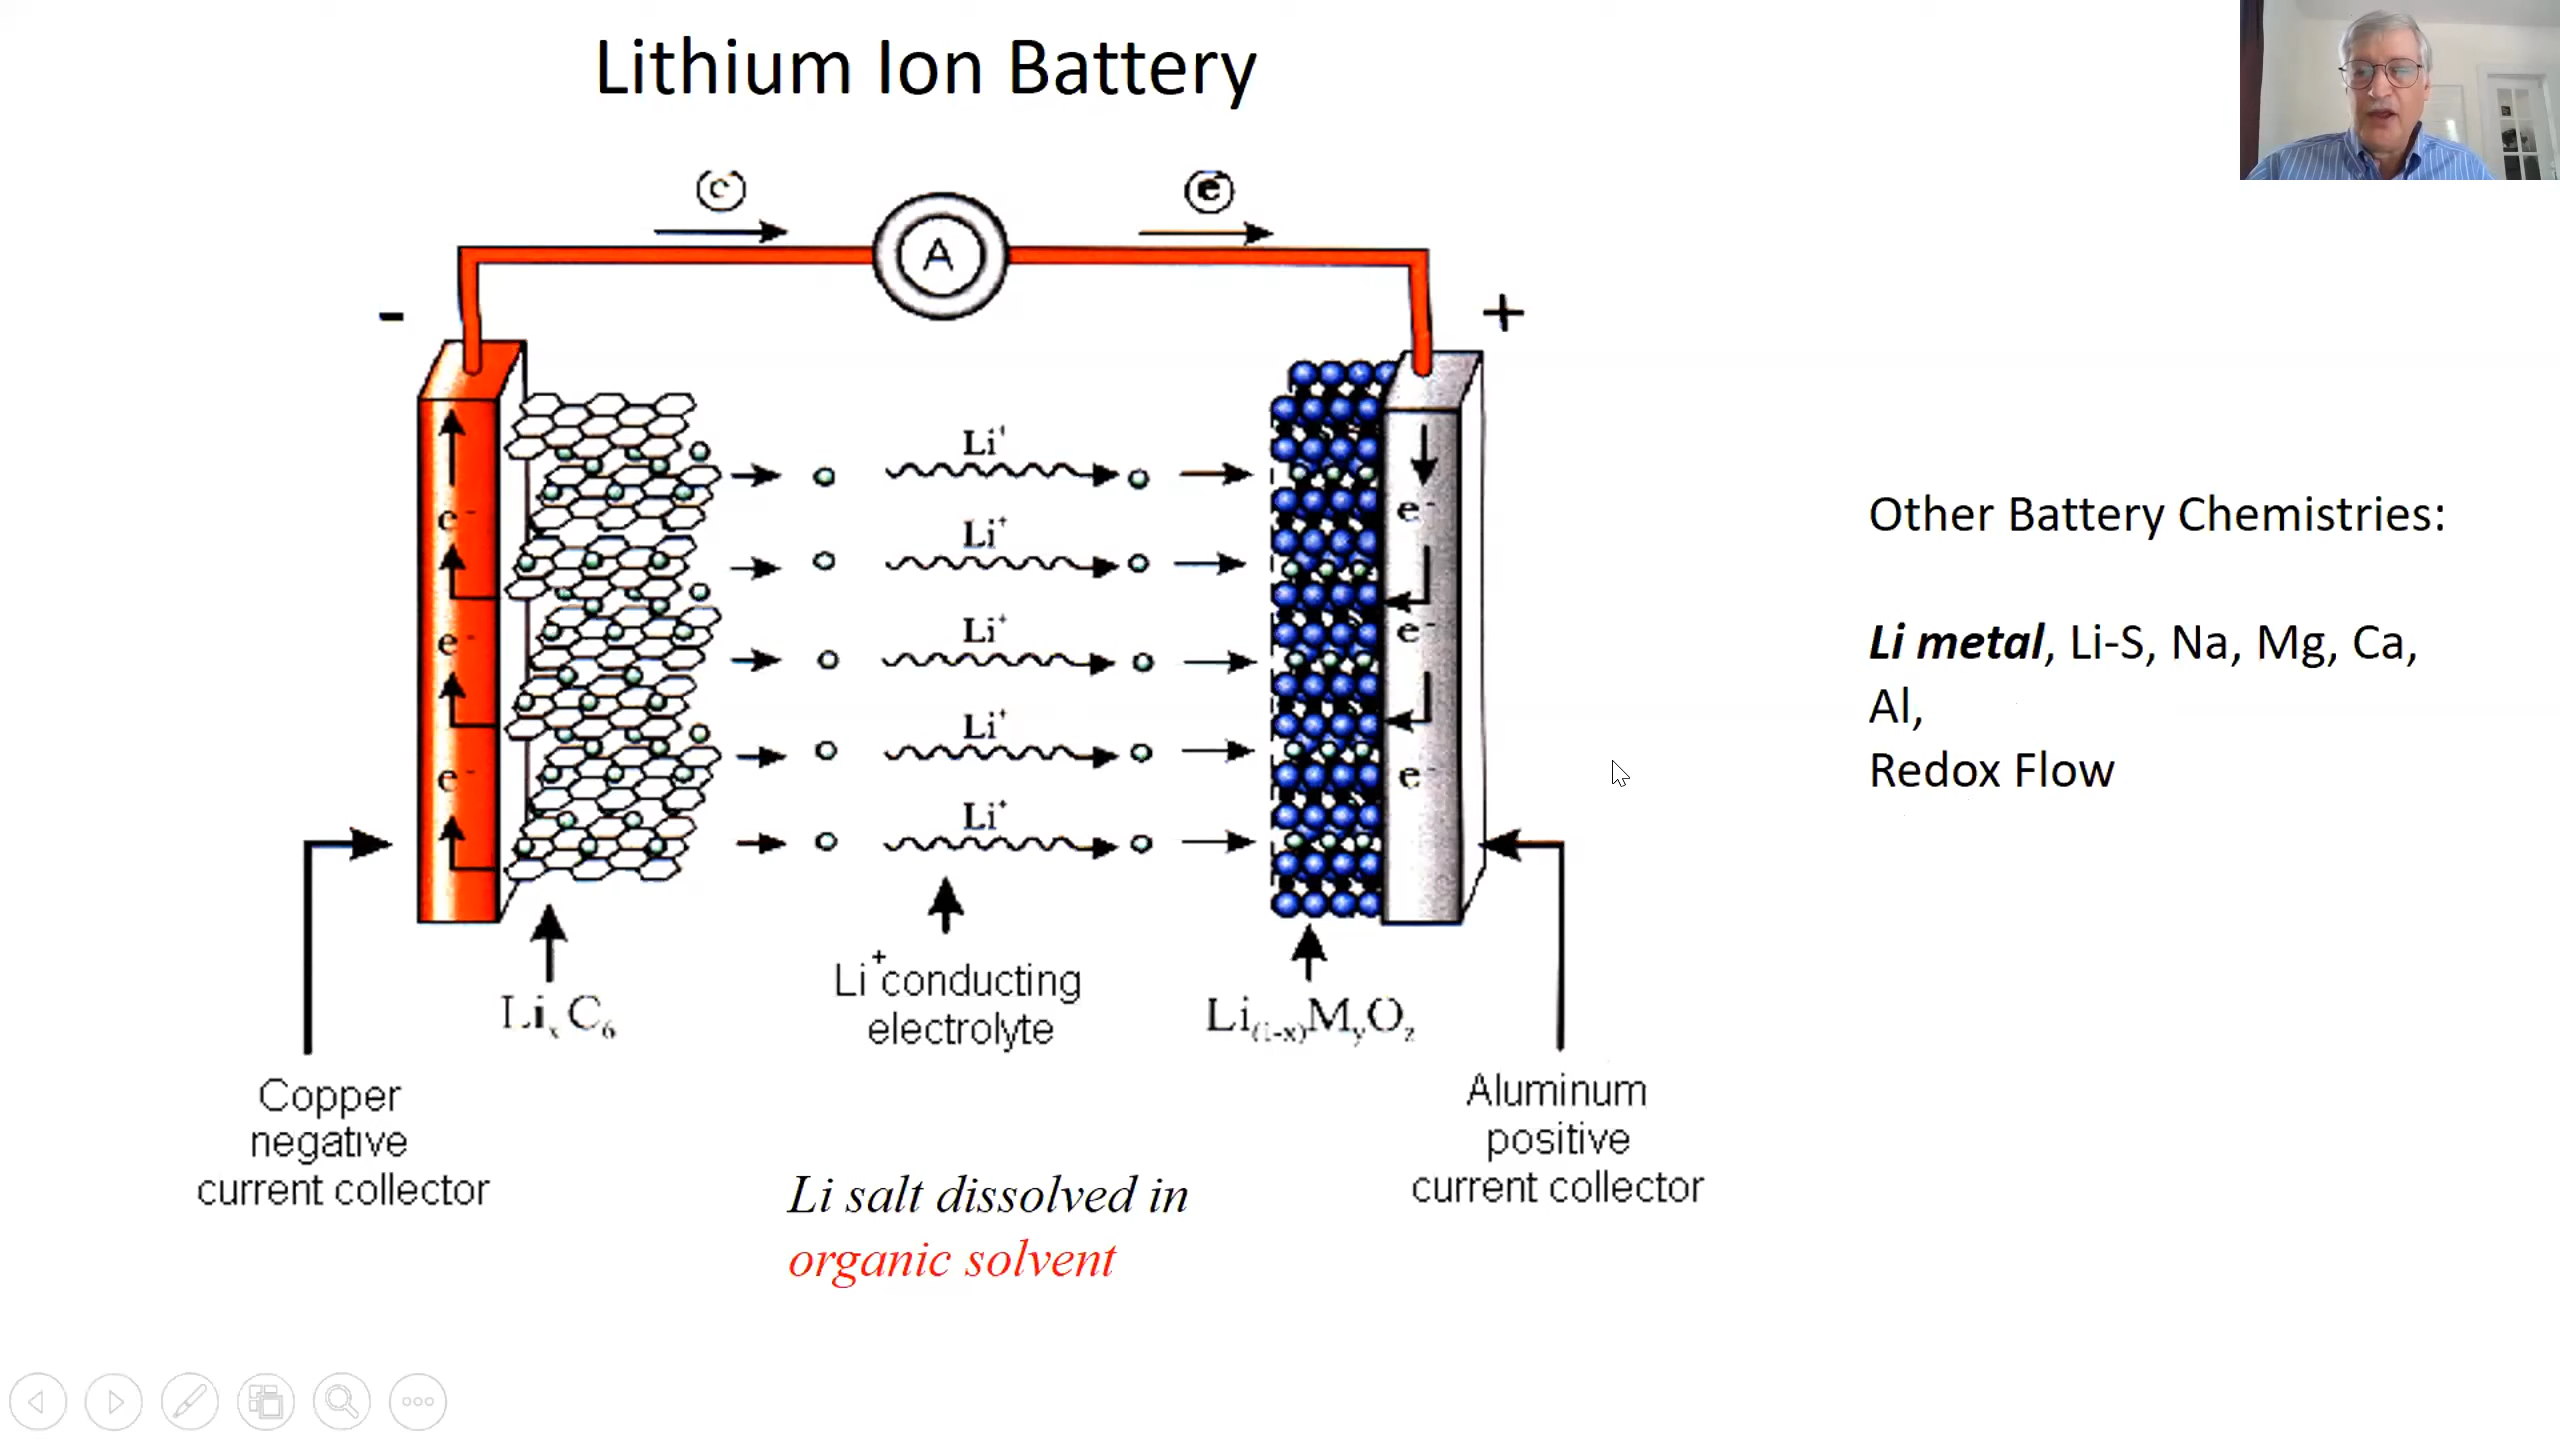 Lithium Ion Battery
e e
A
- +
Li⁺
Li⁺
Li⁺
Li⁺
Li⁺
e⁻ e⁻
e⁻ e⁻
e⁻ e⁻
LiₓC₆
Li⁺conducting
electrolyte
Li₍₁₋ₓ₎MᵧO_z
Copper
negative
current collector
Aluminum
positive
current collector
Li salt dissolved in
organic solvent
Other Battery Chemistries:
Li metal, Li-S, Na, Mg, Ca,
Al,
Redox Flow